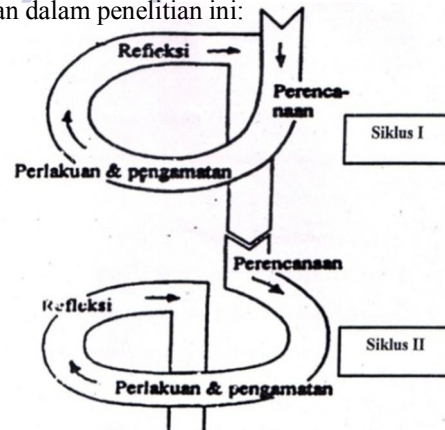 an dalam penelitian ini:
Refleksi
Perenca-
naan
Siklus I
Perlakuan & pengamatan
Perencanaan
Refleksi
Siklus II
Perlakuan & pengamatan